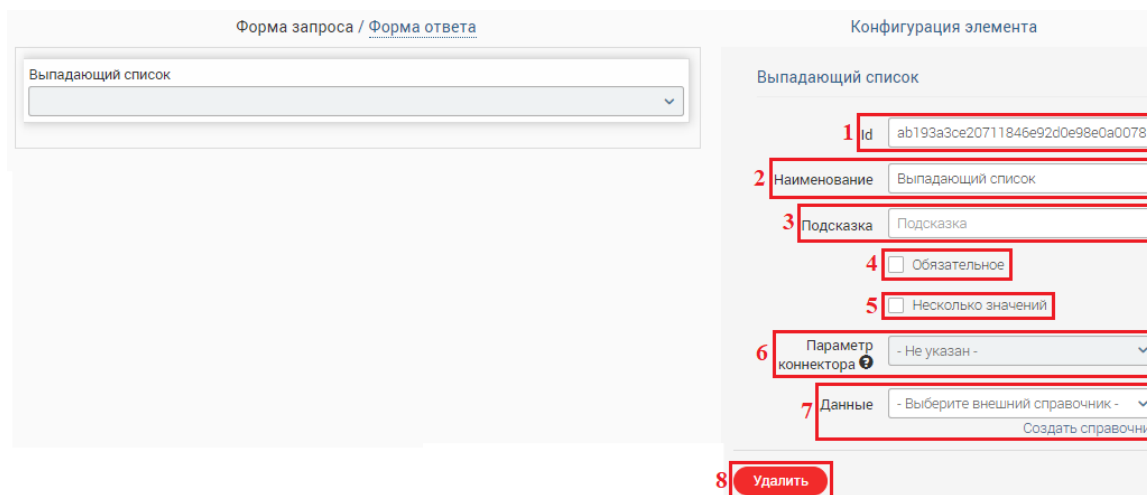 Форма запроса / Форма ответа
Выпадающий список
Конфигурация элемента
Выпадающий список
1 Id ab193a3ce20711846e92d0e98e0a0078
2 Наименование Выпадающий список
3 Подсказка Подсказка
4 Обязательное
5 Несколько значений
6 Параметр коннектора ? - Не указан -
7 Данные - Выберите внешний справочник -
Создать справочни
8 Удалить